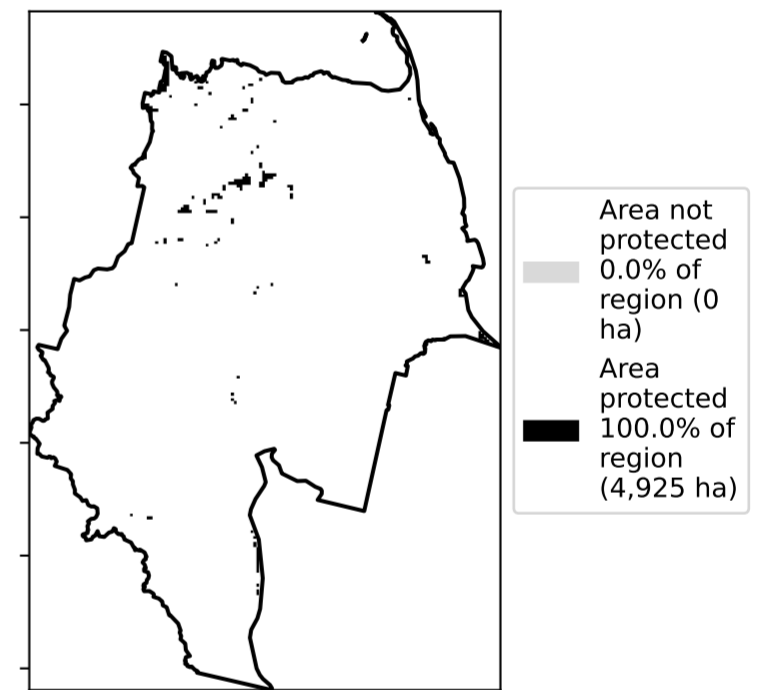 Area not
protected
0.0% of
region (0
ha)
Area
protected
100.0% of
region
(4,925 ha)